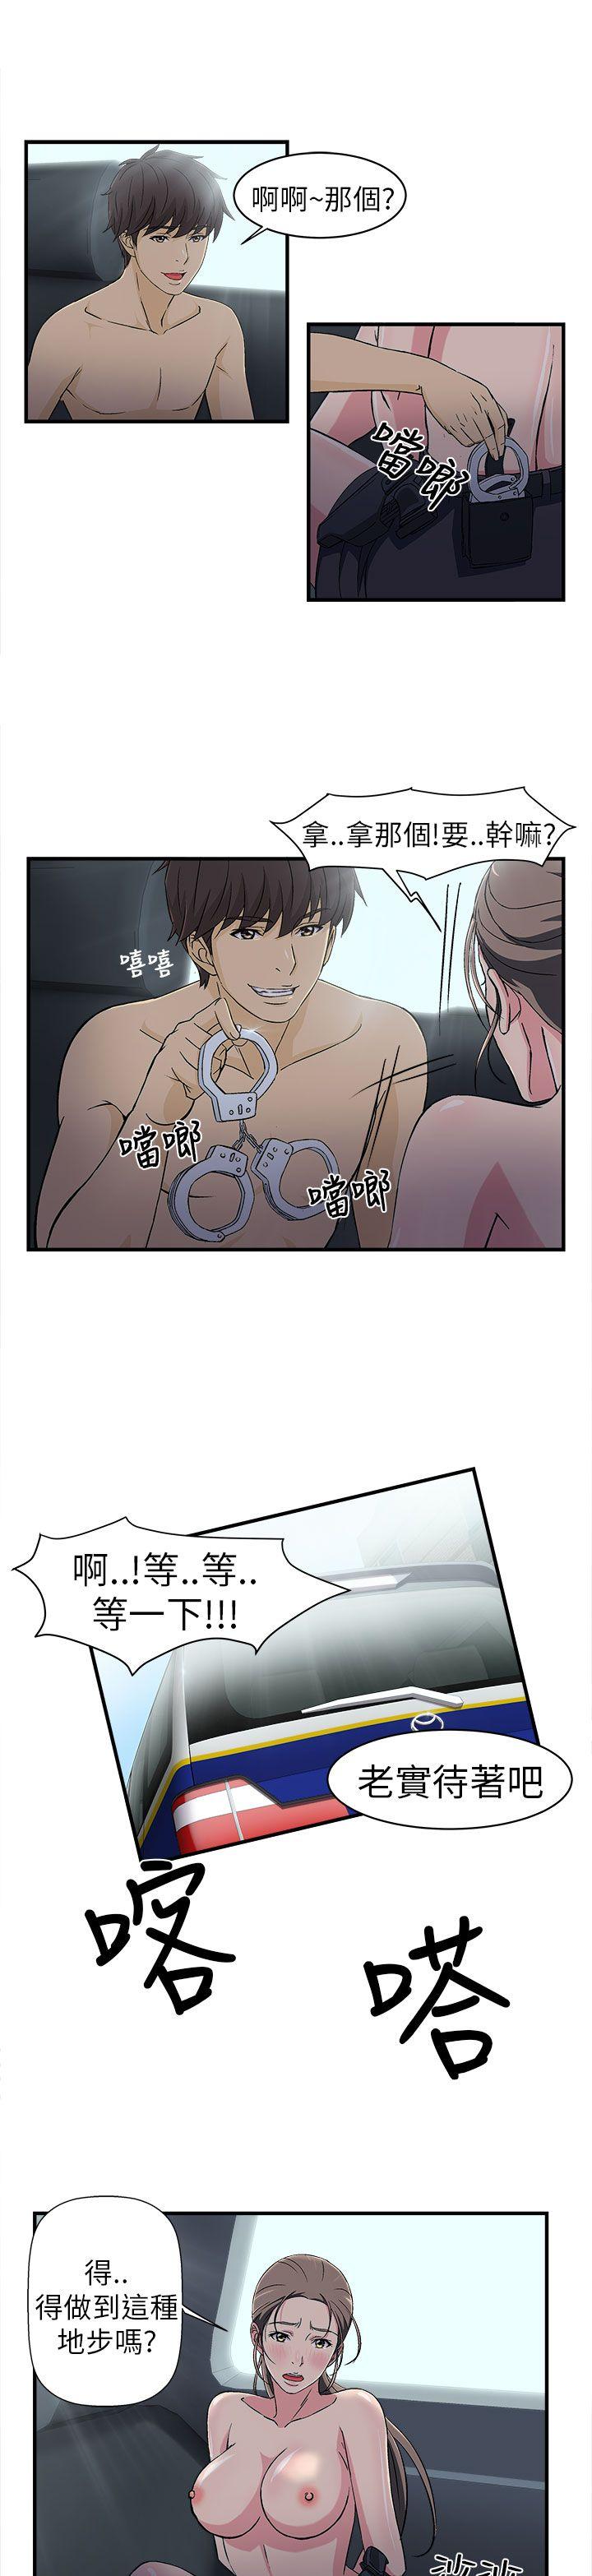 啊啊~那個?
噹啷
拿..拿那個!要..幹嘛?
嘻嘻
噹啷
噹啷
啊..!等..等..
等一下!!!
老實待著吧
喀
嗒
得..
得做到這種
地步嗎?